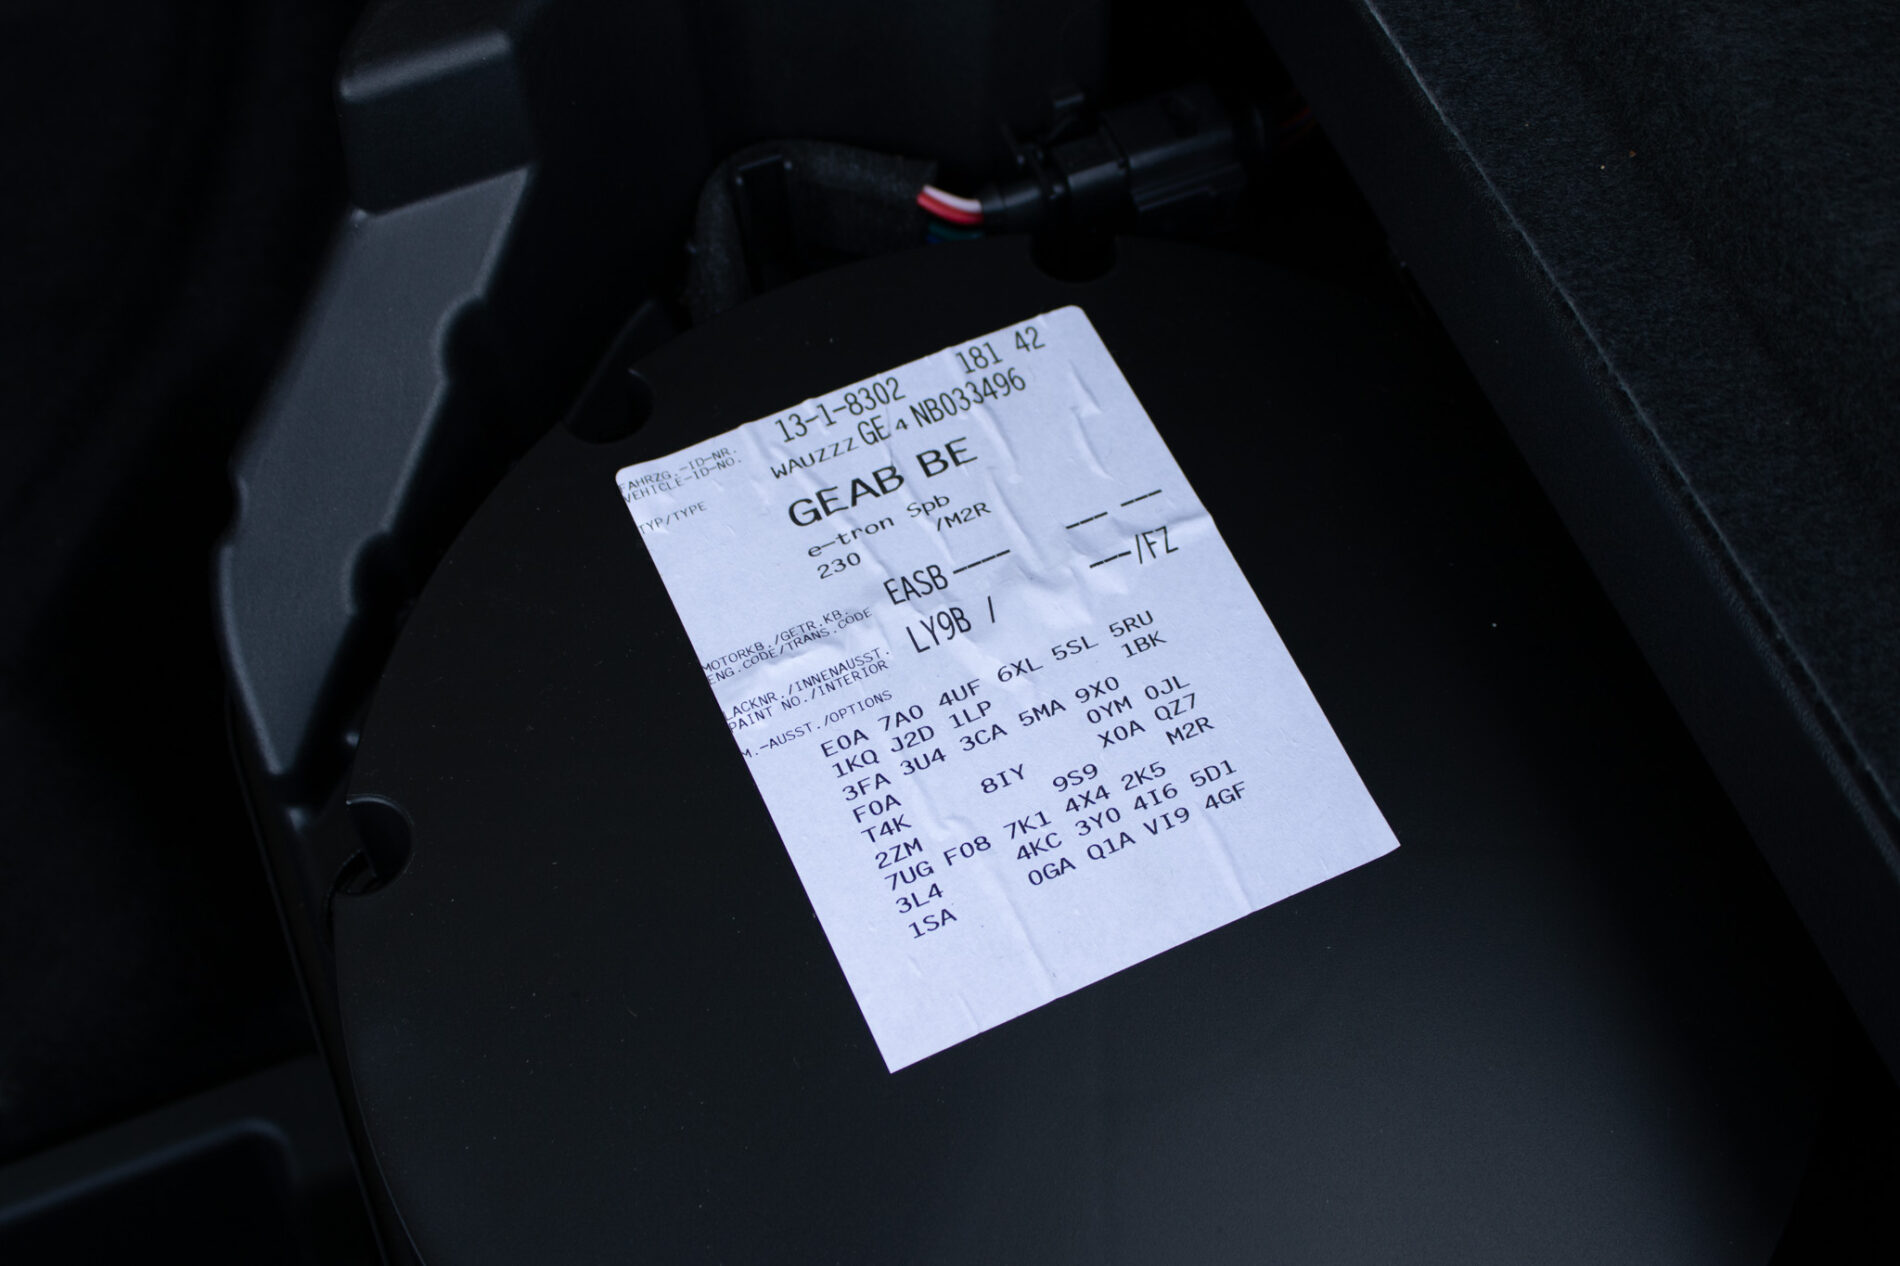 13-1-8302 181 42
FAHRZG.-ID-NR.
VEHICLE-ID-NO. WAUZZZ GE 4 NB033496
TYP/TYPE GEAB BE
e-tron Spb
230 /M2R
MOTORKB./GETR.KB.
ENG.CODE/TRANS.CODE EASB ---- --- ---
LACKNR./INNENAUSST.
PAINT NO./INTERIOR LY9B / ---/FZ
M.-AUSST./OPTIONS
E0A 7A0 4UF 6XL 5SL 5RU
1KQ J2D 1LP 1BK
3FA 3U4 3CA 5MA 9X0
F0A 0YM 0JL
T4K 8IY X0A QZ7
2ZM 9S9 M2R
7UG F08 7K1 4X4 2K5
3L4 4KC 3Y0 4I6 5D1
1SA 0GA Q1A VI9 4GF